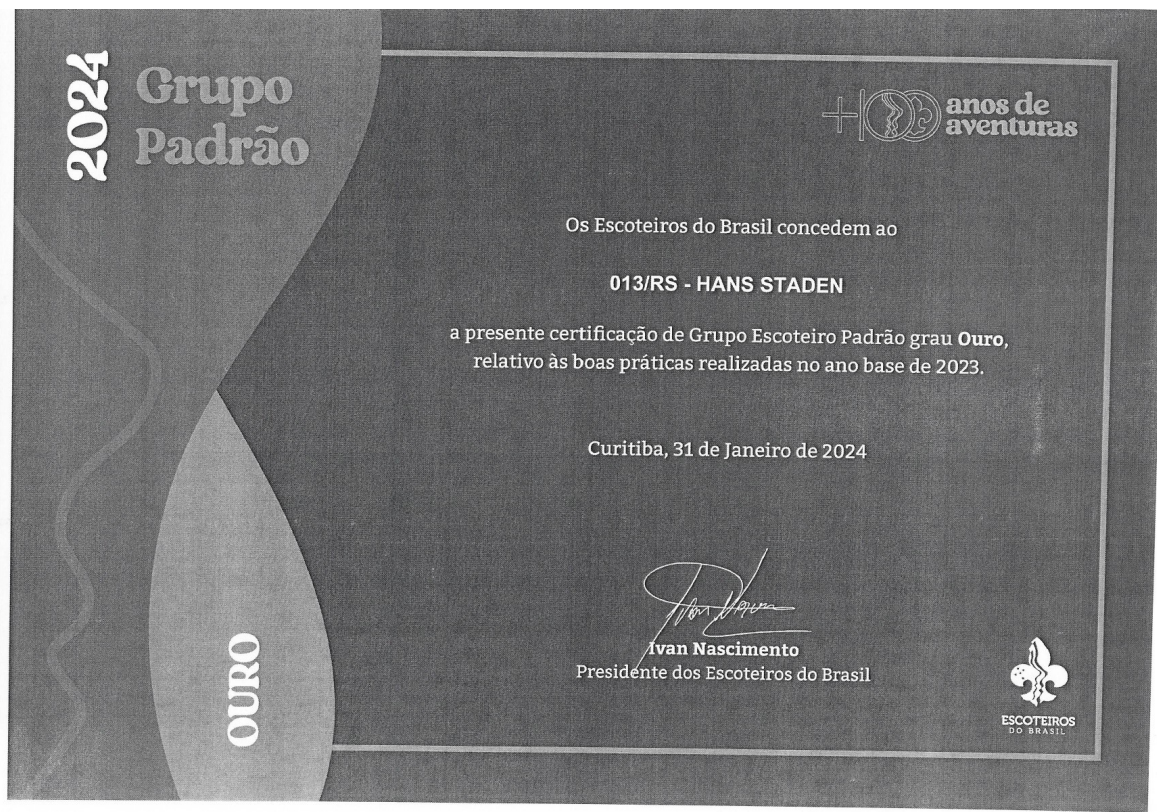 2024
Grupo
Padrão
+100 anos de
aventuras
Os Escoteiros do Brasil concedem ao
013/RS - HANS STADEN
a presente certificação de Grupo Escoteiro Padrão grau Ouro,
relativo às boas práticas realizadas no ano base de 2023.
Curitiba, 31 de Janeiro de 2024
Ivan Nascimento
Presidente dos Escoteiros do Brasil
OURO
ESCOTEIROS
DO BRASIL